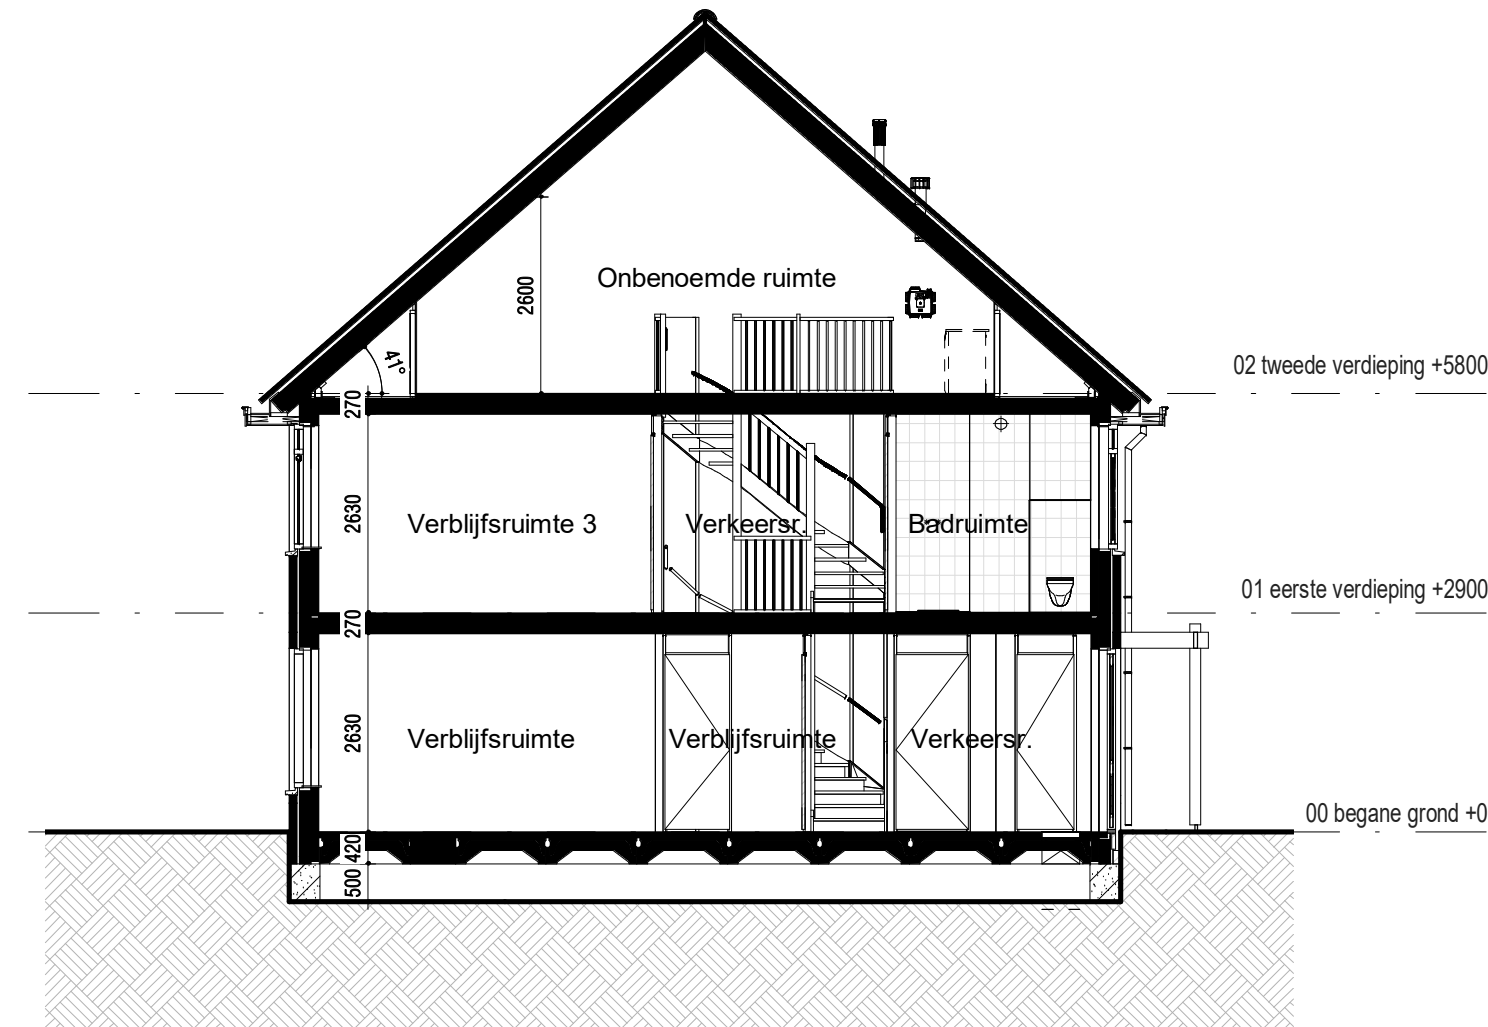 Onbenoemde ruimte
2600
41°
02 tweede verdieping +5800
270
2630
Verblijfsruimte 3
Verkeersr.
Badruimte
01 eerste verdieping +2900
270
2630
Verblijfsruimte
Verblijfsruimte
Verkeersr.
00 begane grond +0
420
500